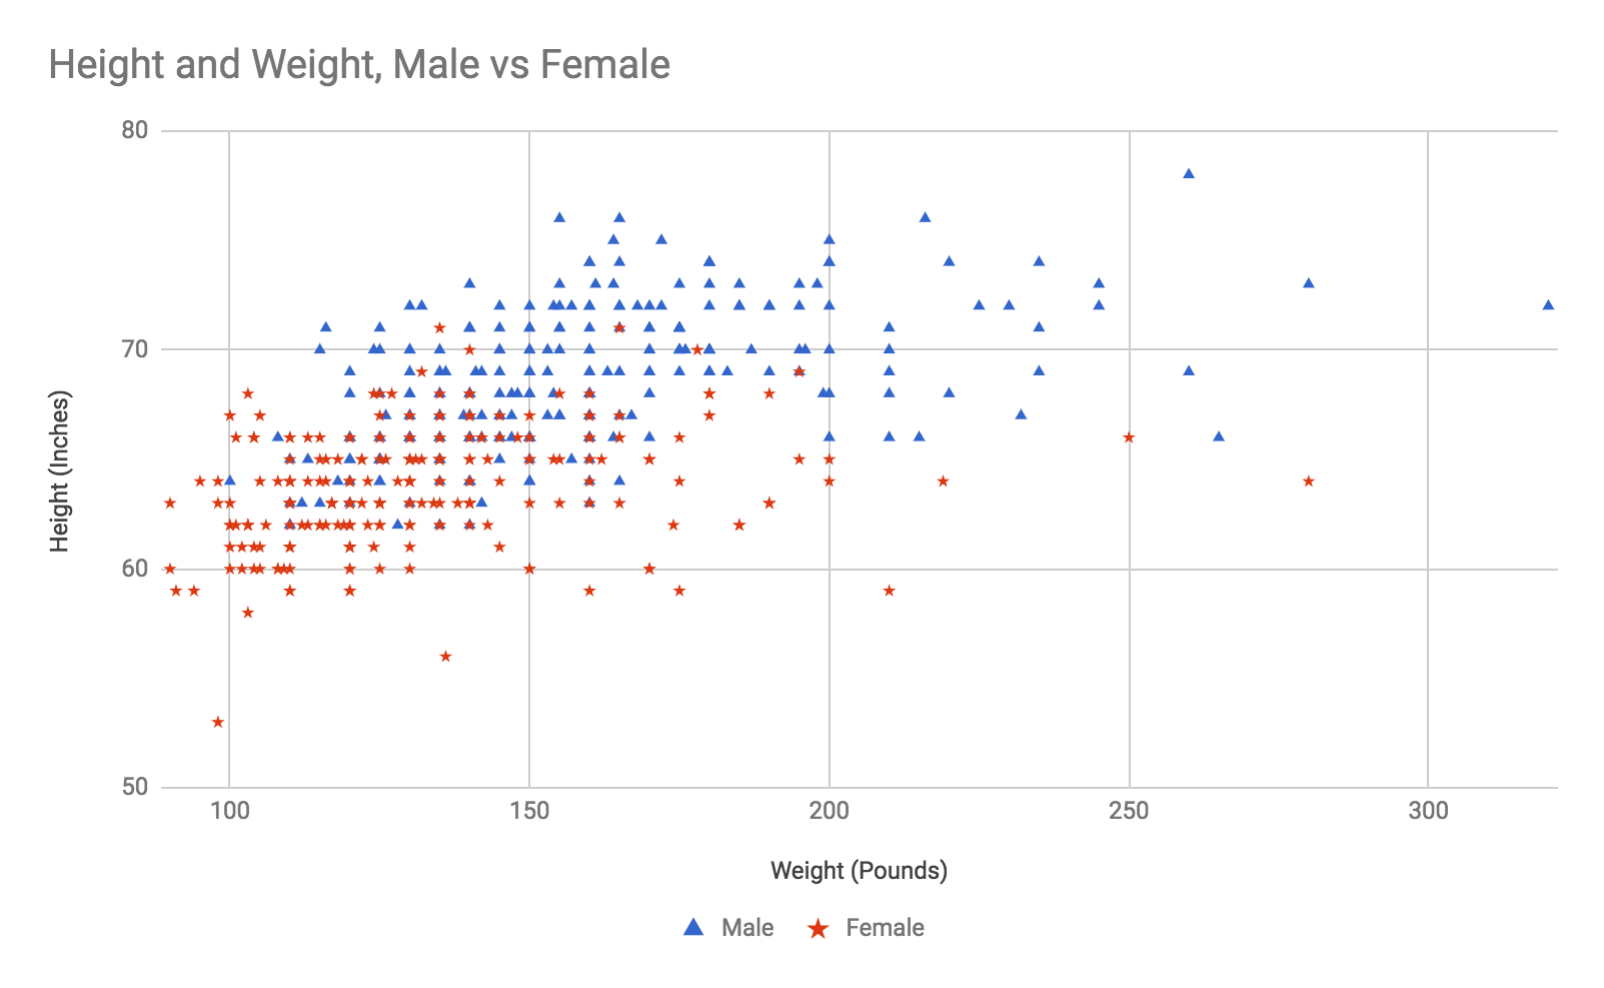 Height and Weight, Male vs Female
80
70
60
50
Height (Inches)
100 150 200 250 300
Weight (Pounds)
Male Female